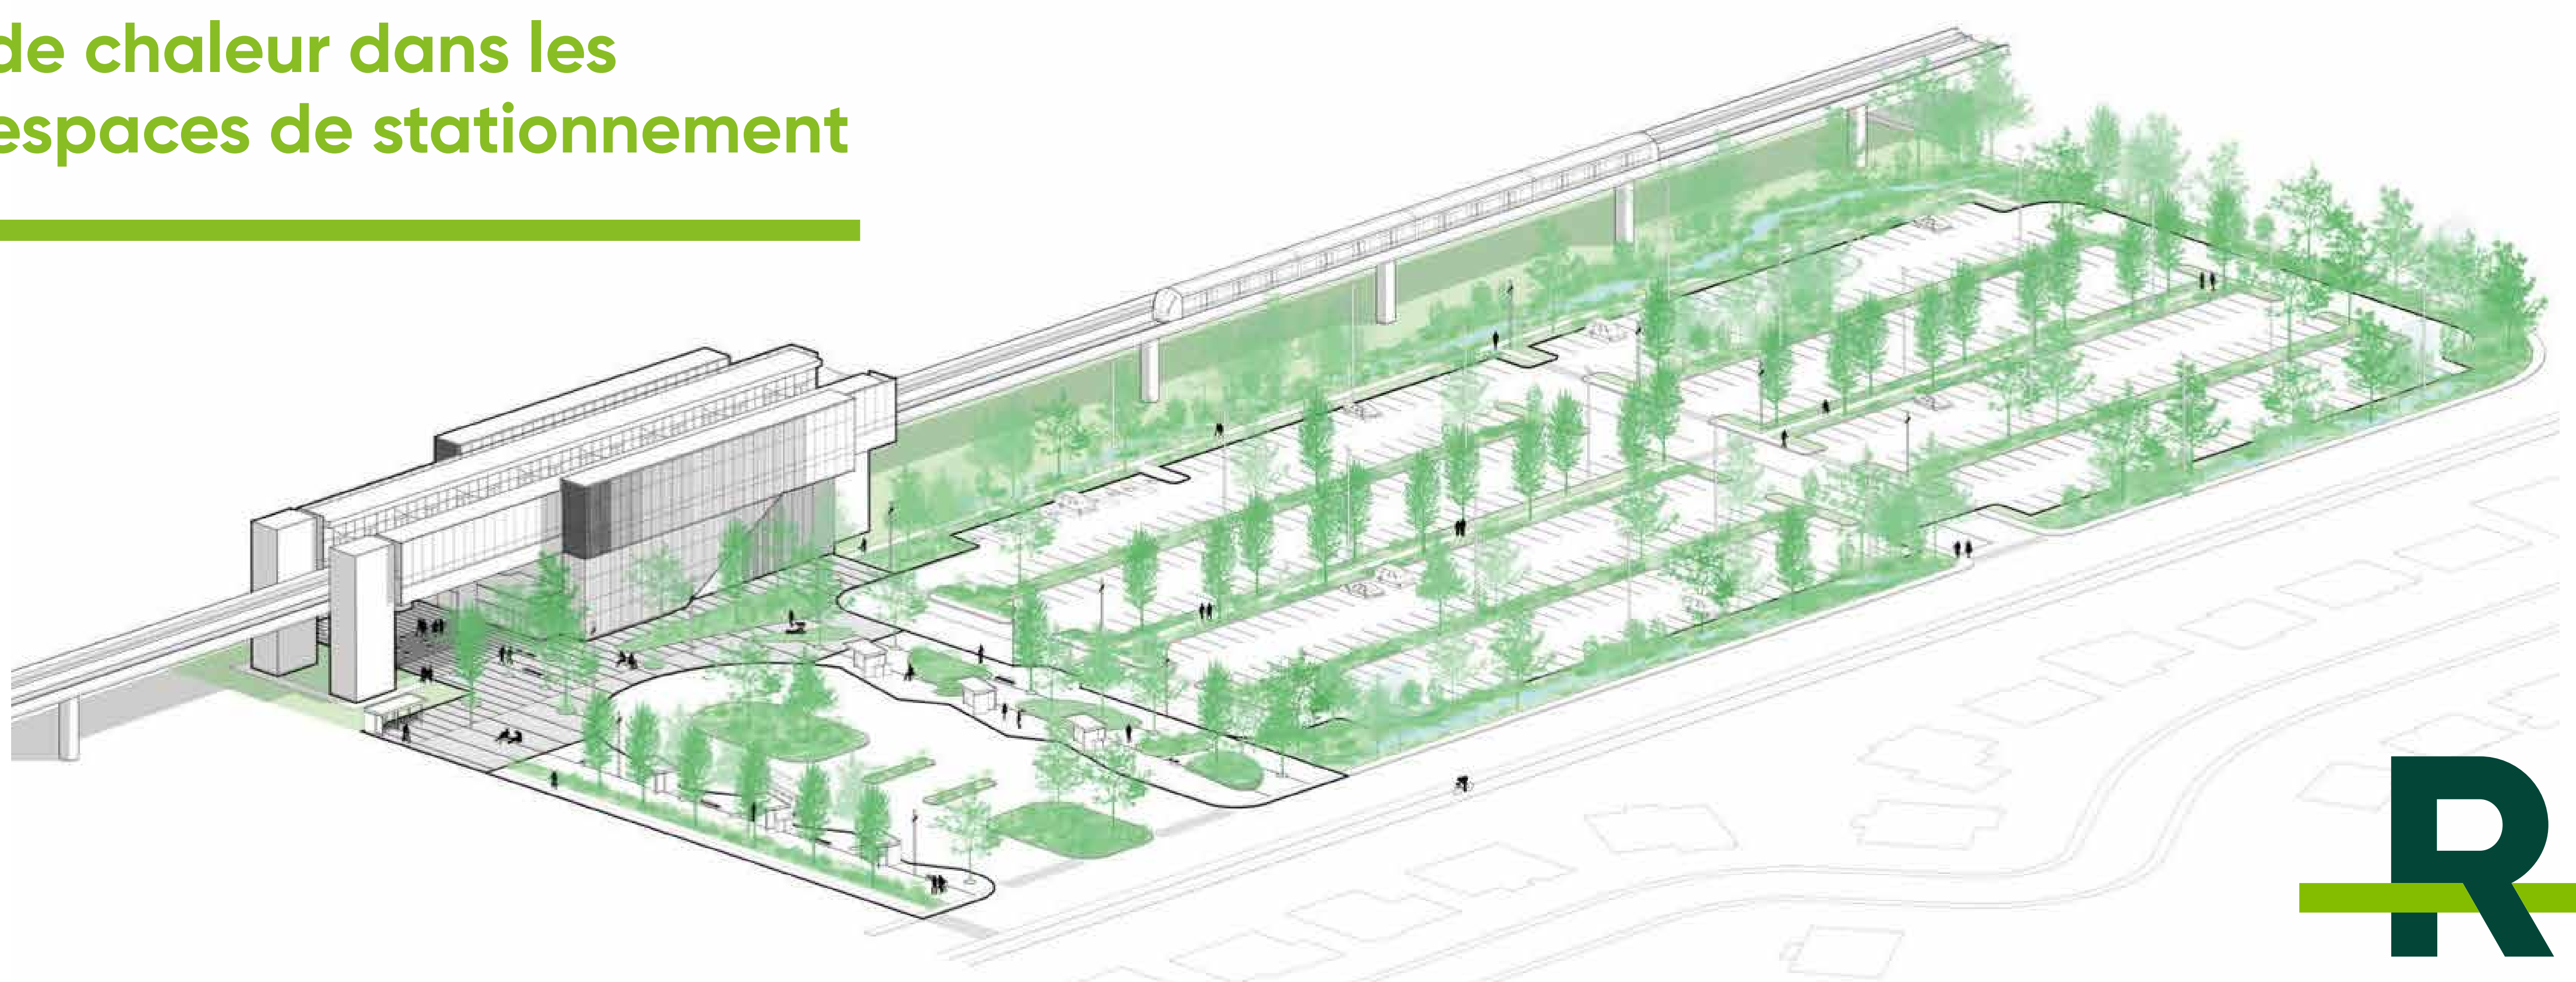 de chaleur dans les
espaces de stationnement
R